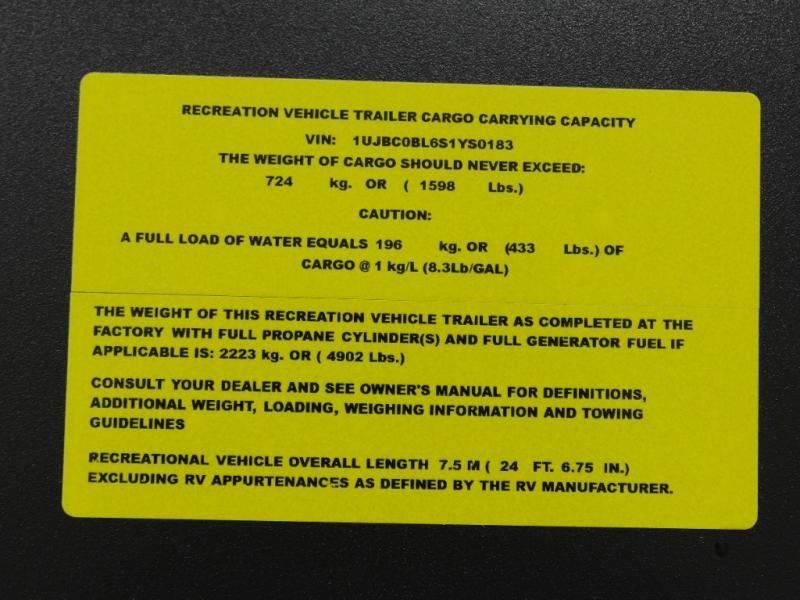 RECREATION VEHICLE TRAILER CARGO CARRYING CAPACITY
VIN: 1UJBC0BL6S1YS0183
THE WEIGHT OF CARGO SHOULD NEVER EXCEED:
724 kg. OR ( 1598 Lbs.)
CAUTION:
A FULL LOAD OF WATER EQUALS 196 kg. OR (433 Lbs.) OF
CARGO @ 1 kg/L (8.3Lb/GAL)
THE WEIGHT OF THIS RECREATION VEHICLE TRAILER AS COMPLETED AT THE
FACTORY WITH FULL PROPANE CYLINDER(S) AND FULL GENERATOR FUEL IF
APPLICABLE IS: 2223 kg. OR ( 4902 Lbs.)
CONSULT YOUR DEALER AND SEE OWNER'S MANUAL FOR DEFINITIONS,
ADDITIONAL WEIGHT, LOADING, WEIGHING INFORMATION AND TOWING
GUIDELINES
RECREATIONAL VEHICLE OVERALL LENGTH 7.5 M ( 24 FT. 6.75 IN.)
EXCLUDING RV APPURTENANCES AS DEFINED BY THE RV MANUFACTURER.